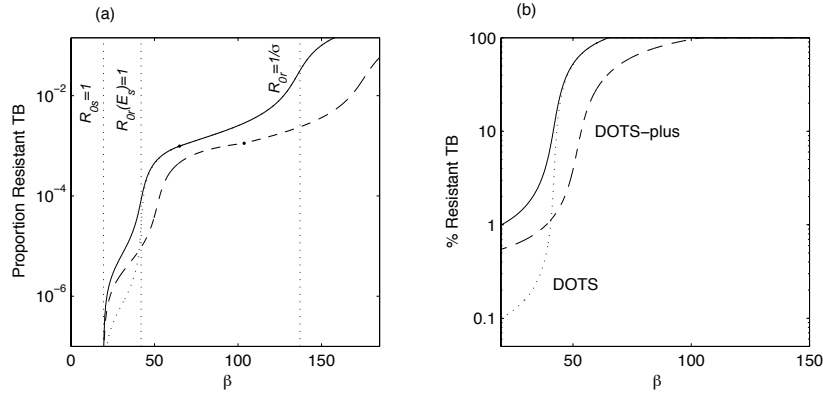 (a)
R0s=1
R0r(Es)=1
R0r=1/σ
Proportion Resistant TB
10−2
10−4
10−6
0
50
100
150
β
(b)
% Resistant TB
100
10
1
0.1
DOTS−plus
DOTS
50
100
150
β